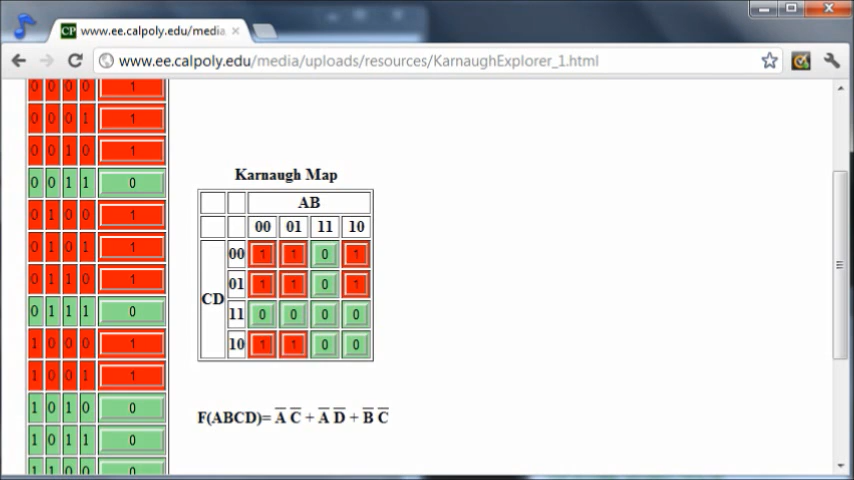 www.ee.calpoly.edu/media
www.ee.calpoly.edu/media/uploads/resources/KarnaughExplorer_1.html
0 0 0 0 1
0 0 0 1 1
0 0 1 0 1
0 0 1 1 0
0 1 0 0 1
0 1 0 1 1
0 1 1 0 1
0 1 1 1 0
1 0 0 0 1
1 0 0 1 1
1 0 1 0 0
1 0 1 1 0
1 1 0 0 0
Karnaugh Map
AB
00 01 11 10
00 1 1 0 1
01 1 1 0 1
CD
11 0 0 0 0
10 1 1 0 0
F(ABCD)= A̅ C̅ + A̅ D̅ + B̅ C̅